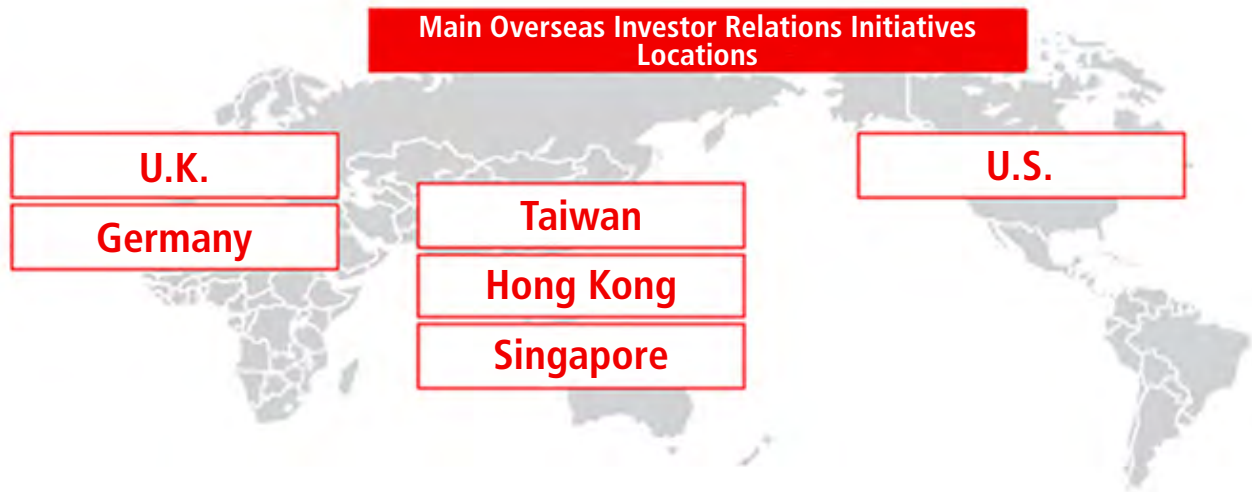 Main Overseas Investor Relations Initiatives
Locations
U.K.
Germany
Taiwan
Hong Kong
Singapore
U.S.